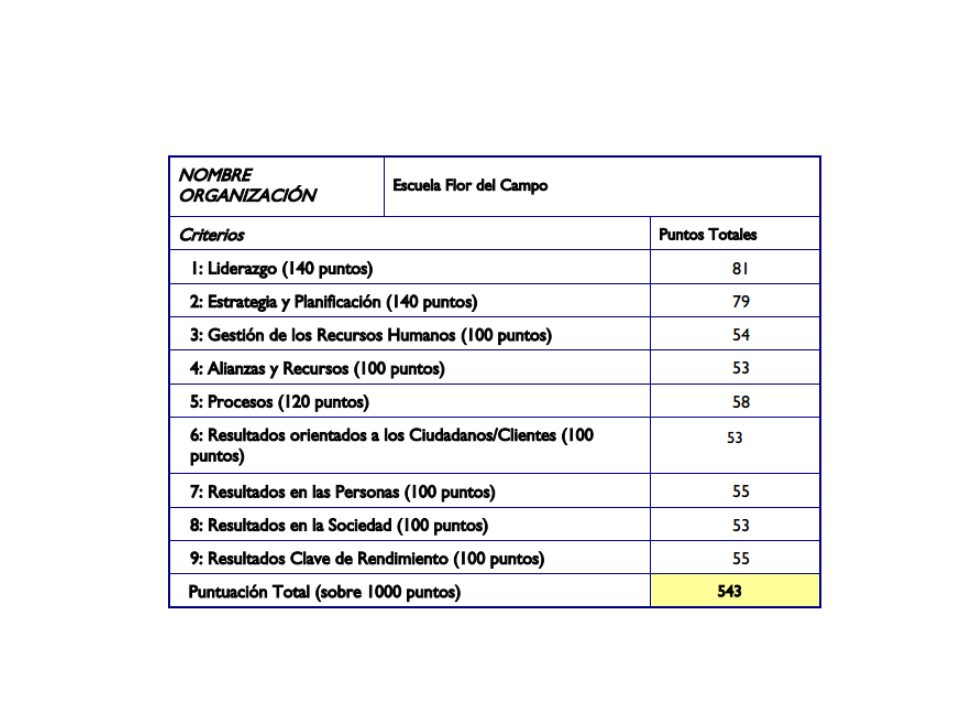 NOMBRE
ORGANIZACIÓN
Escuela Flor del Campo
Criterios
Puntos Totales
1: Liderazgo (140 puntos)
81
2: Estrategia y Planificación (140 puntos)
79
3: Gestión de los Recursos Humanos (100 puntos)
54
4: Alianzas y Recursos (100 puntos)
53
5: Procesos (120 puntos)
58
6: Resultados orientados a los Ciudadanos/Clientes (100
puntos)
53
7: Resultados en las Personas (100 puntos)
55
8: Resultados en la Sociedad (100 puntos)
53
9: Resultados Clave de Rendimiento (100 puntos)
55
Puntuación Total (sobre 1000 puntos)
543